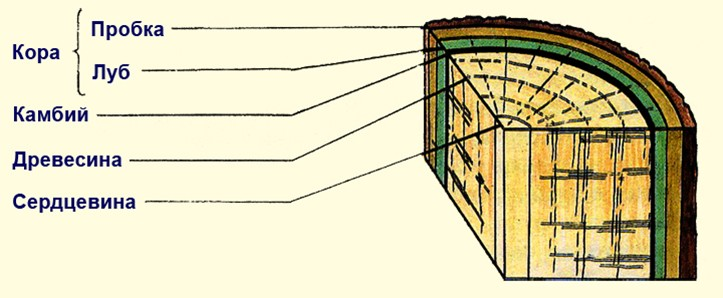 Пробка
Кора
Луб
Камбий
Древесина
Сердцевина